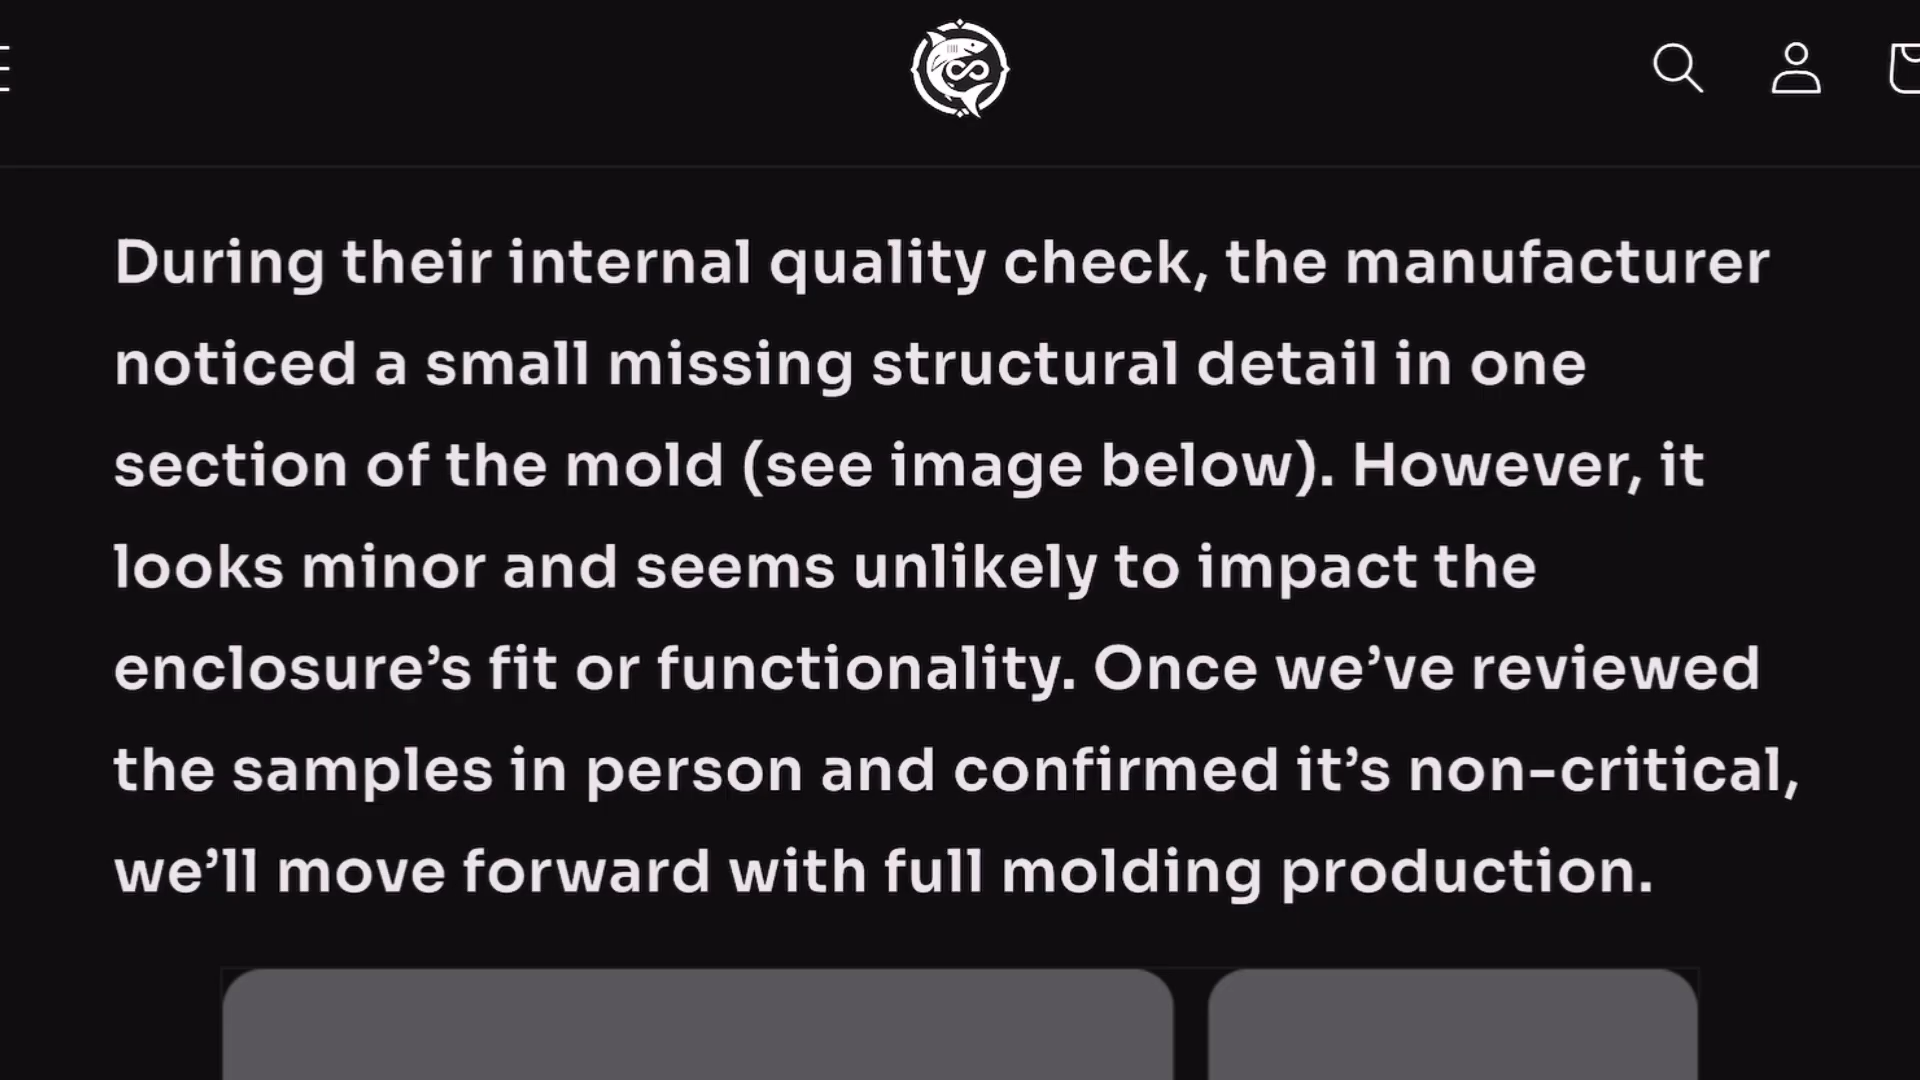 During their internal quality check, the manufacturer
noticed a small missing structural detail in one
section of the mold (see image below). However, it
looks minor and seems unlikely to impact the
enclosure’s fit or functionality. Once we’ve reviewed
the samples in person and confirmed it’s non-critical,
we’ll move forward with full molding production.